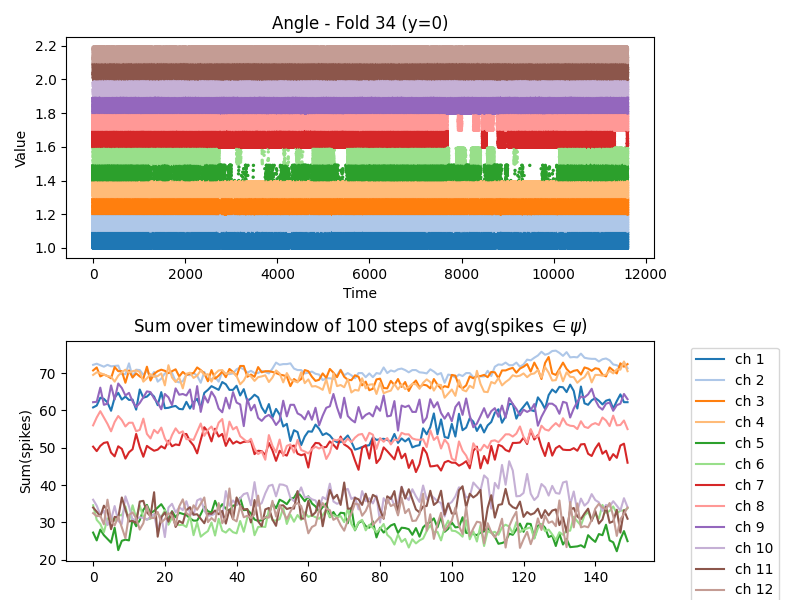 Angle - Fold 34 (y=0)
Value
2.2
2.0
1.8
1.6
1.4
1.2
1.0
0 2000 4000 6000 8000 10000 12000
Time
Sum over timewindow of 100 steps of avg(spikes ∈ ψ)
Sum(spikes)
70
60
50
40
30
20
0 20 40 60 80 100 120 140
ch 1
ch 2
ch 3
ch 4
ch 5
ch 6
ch 7
ch 8
ch 9
ch 10
ch 11
ch 12